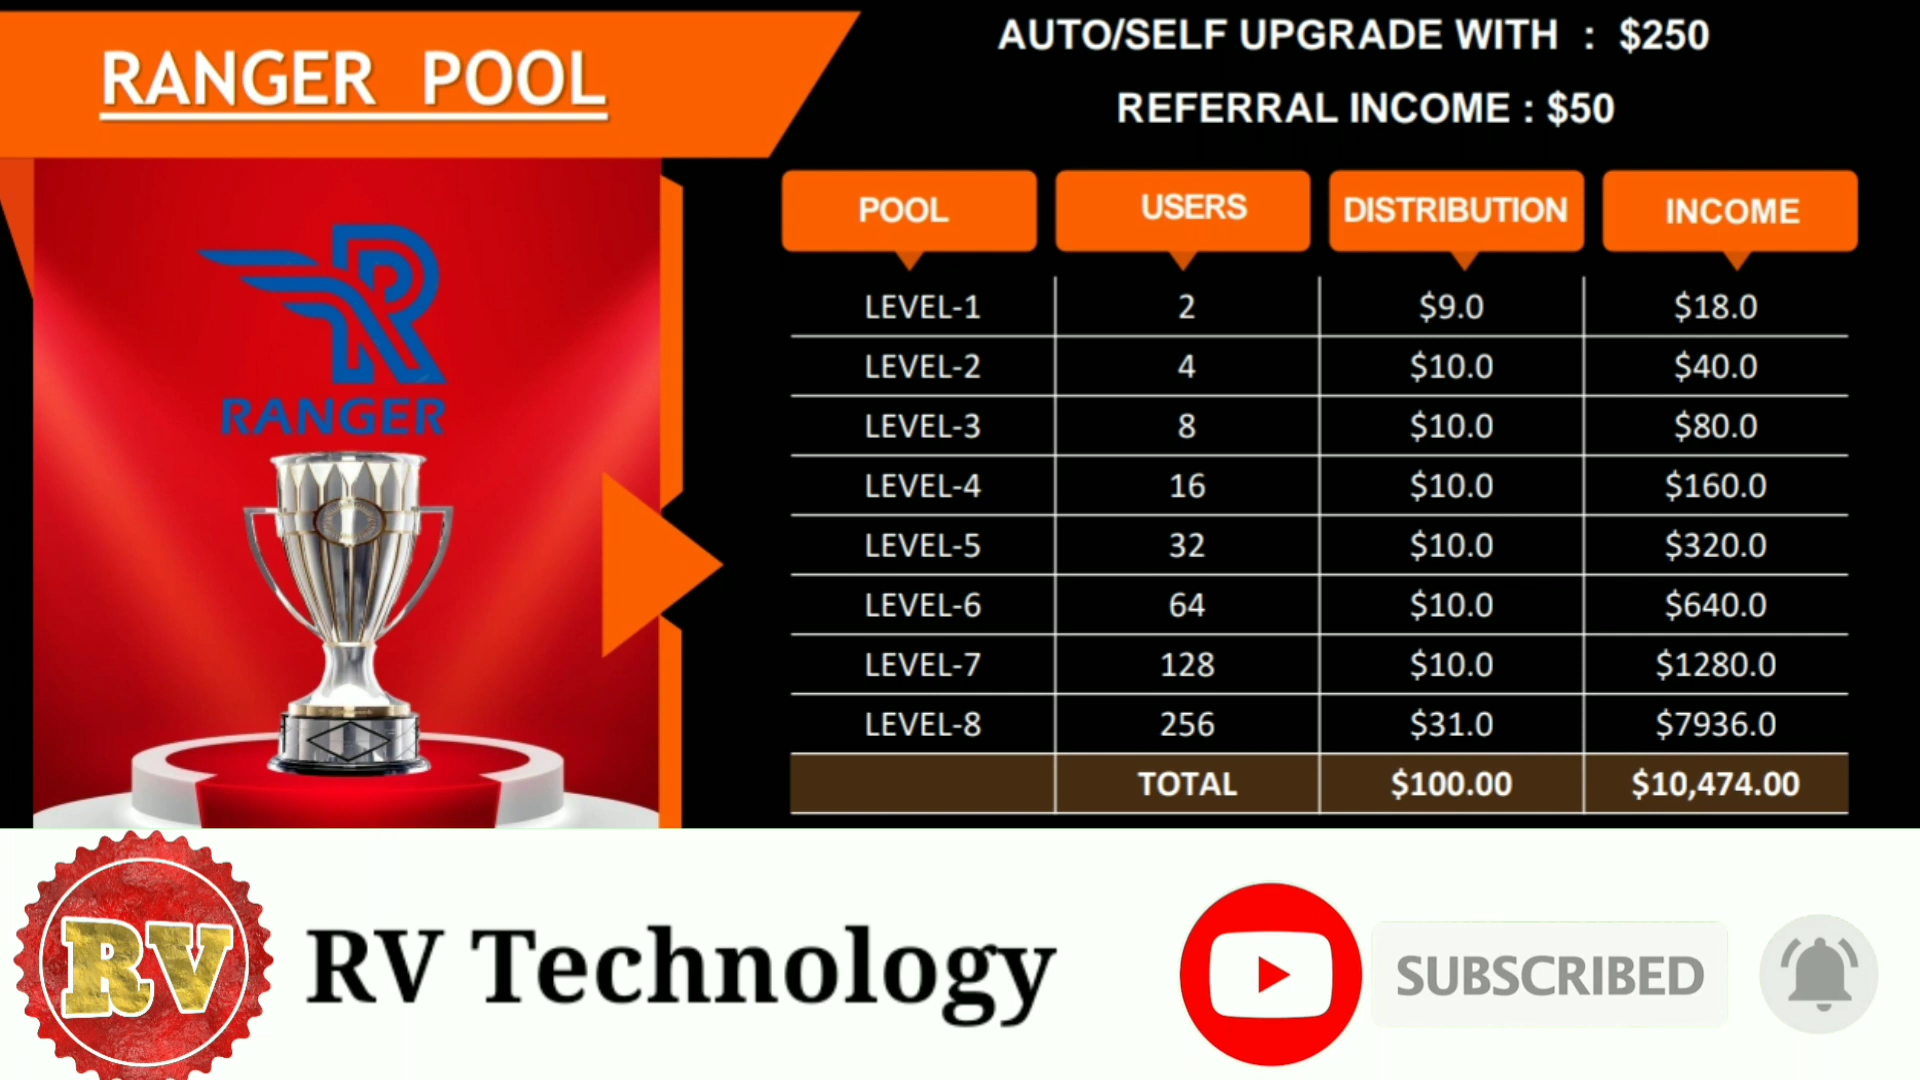 RANGER POOL
AUTO/SELF UPGRADE WITH : $250
REFERRAL INCOME : $50
RANGER
POOL USERS DISTRIBUTION INCOME
LEVEL-1 2 $9.0 $18.0
LEVEL-2 4 $10.0 $40.0
LEVEL-3 8 $10.0 $80.0
LEVEL-4 16 $10.0 $160.0
LEVEL-5 32 $10.0 $320.0
LEVEL-6 64 $10.0 $640.0
LEVEL-7 128 $10.0 $1280.0
LEVEL-8 256 $31.0 $7936.0
TOTAL $100.00 $10,474.00
RV
RV Technology
SUBSCRIBED